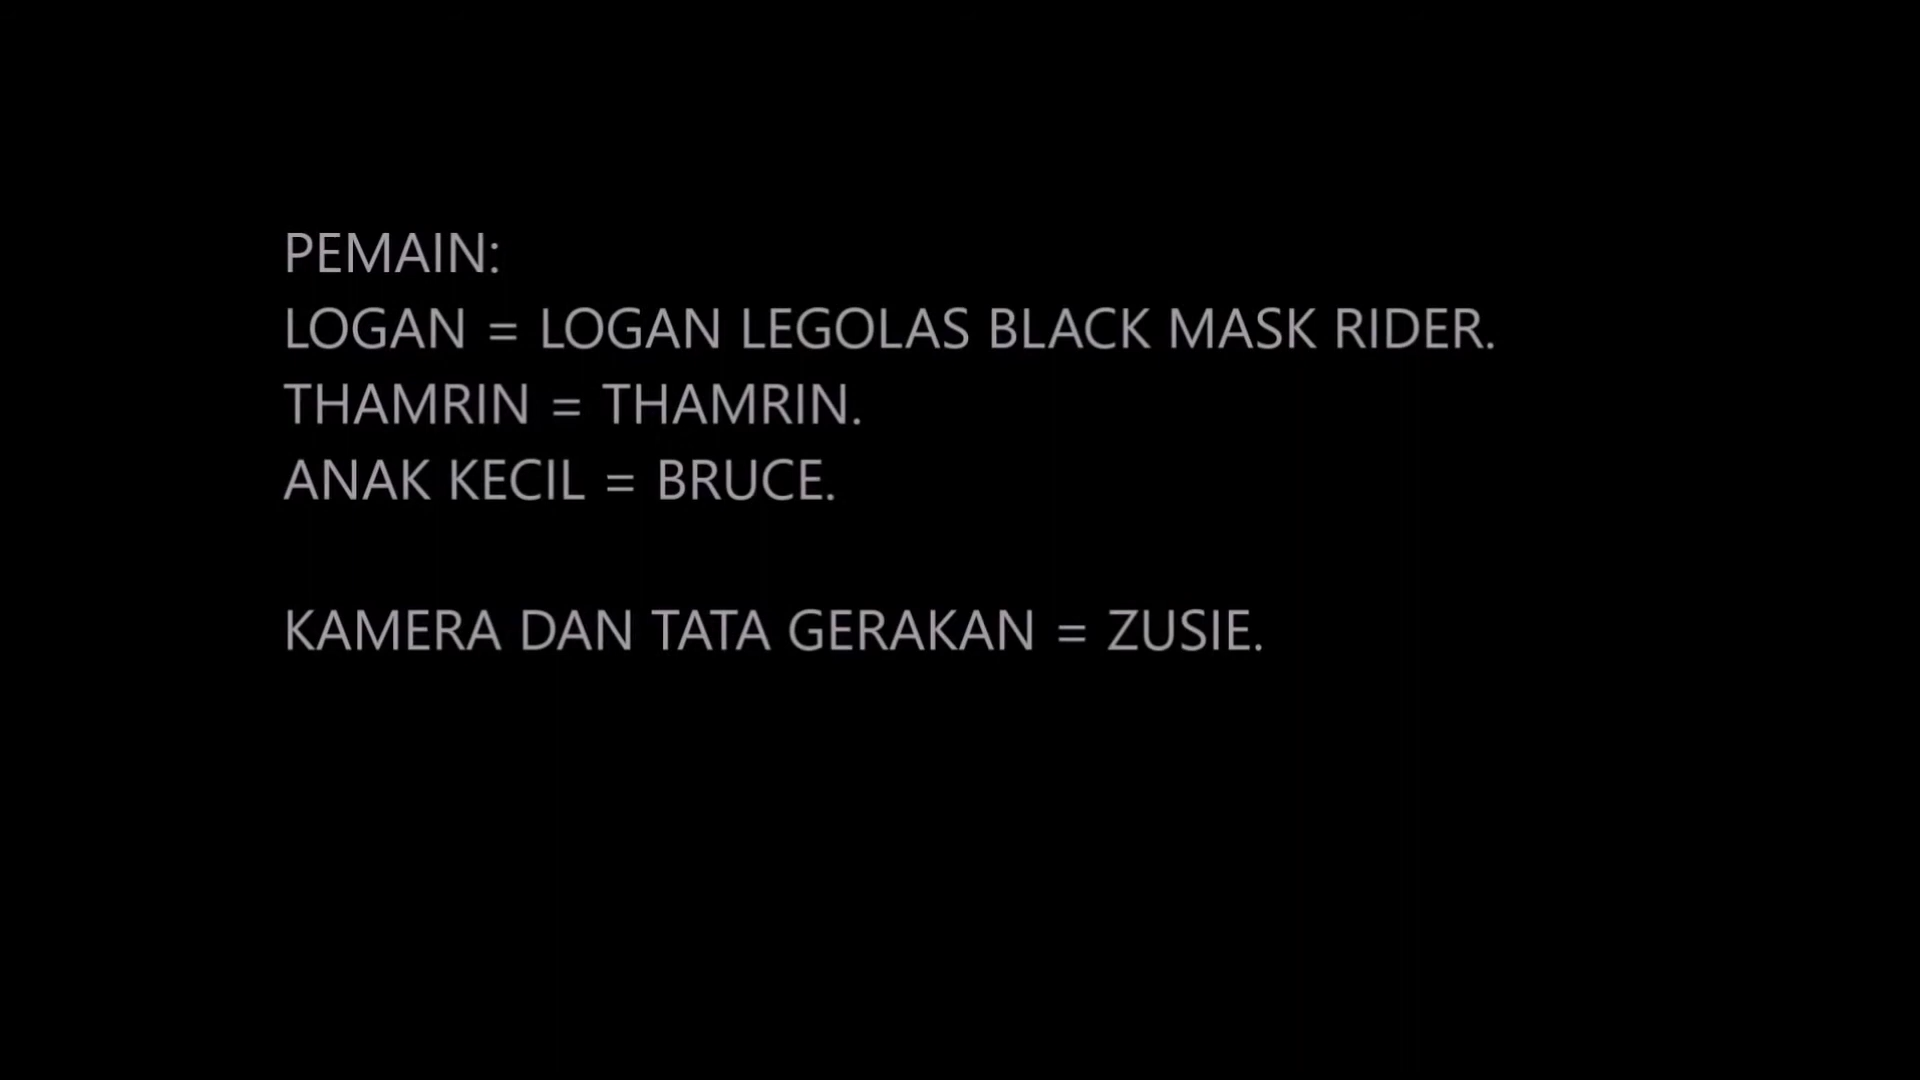 PEMAIN:
LOGAN = LOGAN LEGOLAS BLACK MASK RIDER.
THAMRIN = THAMRIN.
ANAK KECIL = BRUCE.
KAMERA DAN TATA GERAKAN = ZUSIE.